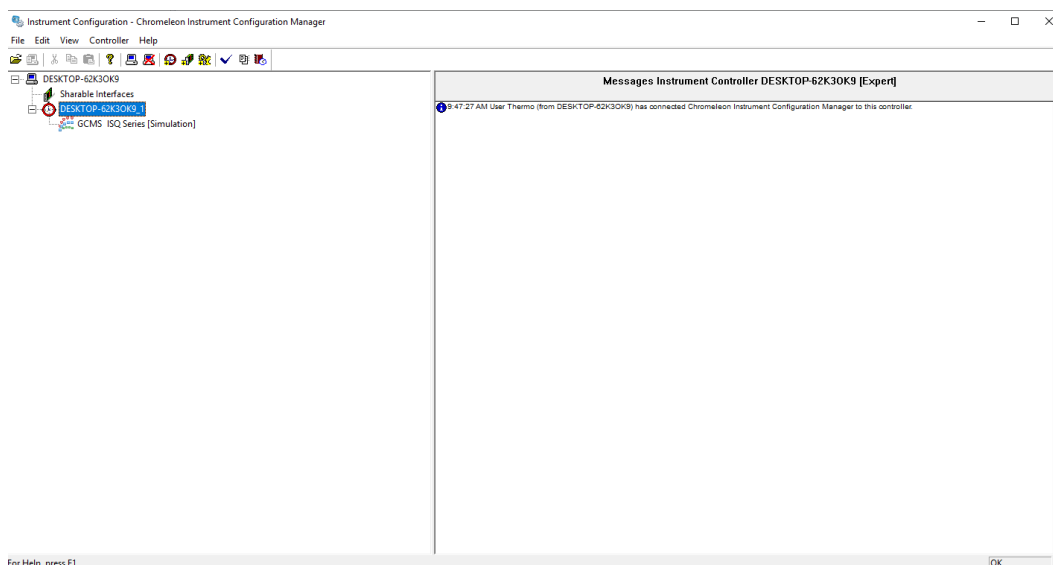 Instrument Configuration - Chromeleon Instrument Configuration Manager
File Edit View Controller Help
DESKTOP-62K3OK9
Sharable Interfaces
DESKTOP-62K3OK9_1
GCMS ISQ Series [Simulation]
Messages Instrument Controller DESKTOP-62K3OK9 [Expert]
9:47:27 AM User Thermo (from DESKTOP-62K3OK9) has connected Chromeleon Instrument Configuration Manager to this controller.
For Help, press F1
OK